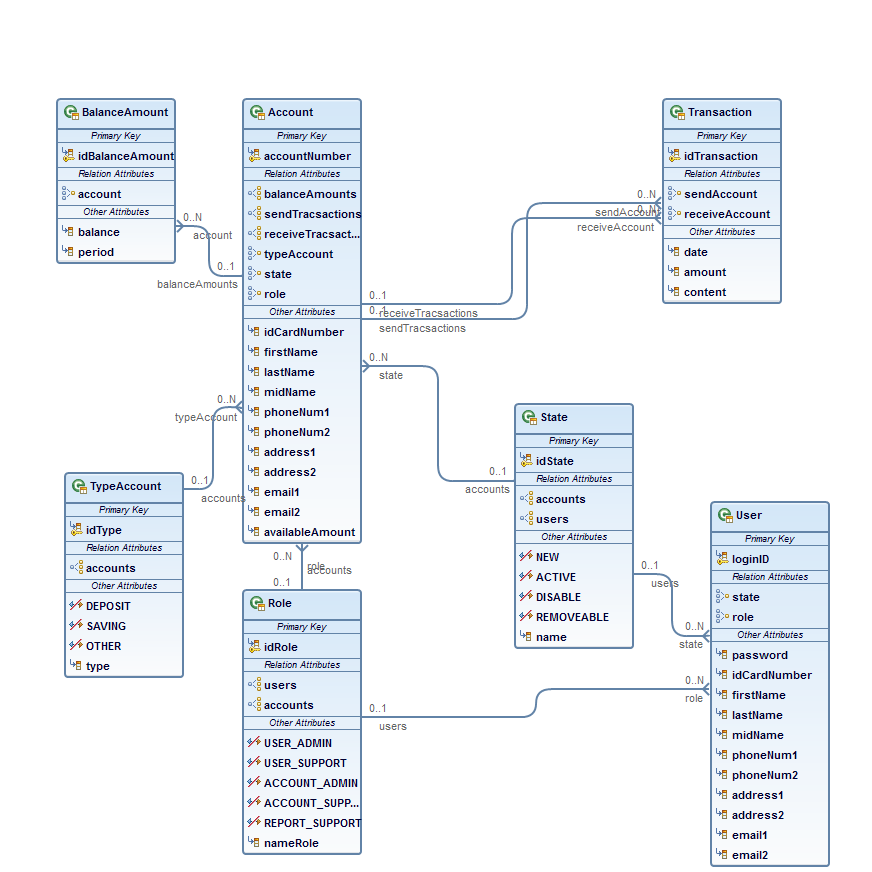 BalanceAmount
Primary Key
idBalanceAmount
Relation Attributes
account
Other Attributes
balance
period
Account
Primary Key
accountNumber
Relation Attributes
balanceAmounts
sendTracsactions
receiveTracsact...
typeAccount
state
role
Other Attributes
idCardNumber
firstName
lastName
midName
phoneNum1
phoneNum2
address1
address2
email1
email2
availableAmount
Transaction
Primary Key
idTransaction
Relation Attributes
sendAccount
receiveAccount
Other Attributes
date
amount
content
0..N
account
0..1
balanceAmounts
0..N
sendAccount
0..N
receiveAccount
0..1
receiveTracsactions
0..1
sendTracsactions
0..N
state
0..1
accounts
0..N
typeAccount
0..1
accounts
TypeAccount
Primary Key
idType
Relation Attributes
accounts
Other Attributes
DEPOSIT
SAVING
OTHER
type
State
Primary Key
idState
Relation Attributes
accounts
users
Other Attributes
NEW
ACTIVE
DISABLE
REMOVEABLE
name
0..N
role
0..1
accounts
Role
Primary Key
idRole
Relation Attributes
users
accounts
Other Attributes
USER_ADMIN
USER_SUPPORT
ACCOUNT_ADMIN
ACCOUNT_SUPP...
REPORT_SUPPORT
nameRole
0..1
users
0..N
state
0..1
users
0..N
role
User
Primary Key
loginID
Relation Attributes
state
role
Other Attributes
password
idCardNumber
firstName
lastName
midName
phoneNum1
phoneNum2
address1
address2
email1
email2